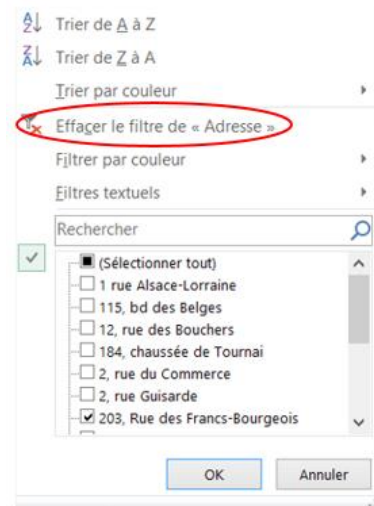 Trier de A à Z
Trier de Z à A
Trier par couleur
Effacer le filtre de « Adresse »
Filtrer par couleur
Filtres textuels
Rechercher
(Sélectionner tout)
1 rue Alsace-Lorraine
115, bd des Belges
12, rue des Bouchers
184, chaussée de Tournai
2, rue du Commerce
2, rue Guisarde
203, Rue des Francs-Bourgeois
OK Annuler